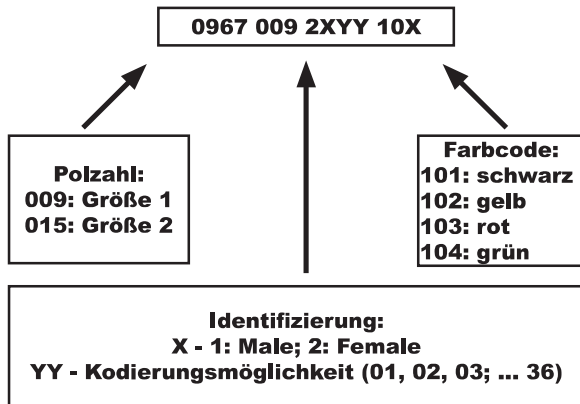 0967 009 2XYY 10X
Polzahl:
009: Größe 1
015: Größe 2
Farbcode:
101: schwarz
102: gelb
103: rot
104: grün
Identifizierung:
X - 1: Male; 2: Female
YY - Kodierungsmöglichkeit (01, 02, 03; ... 36)